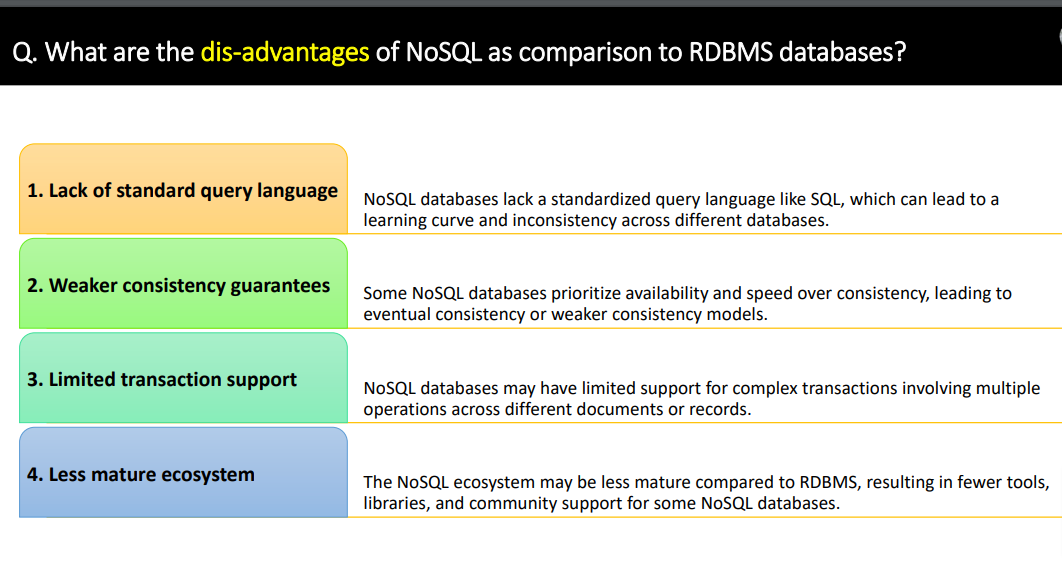 Q. What are the dis-advantages of NoSQL as comparison to RDBMS databases?
1. Lack of standard query language
NoSQL databases lack a standardized query language like SQL, which can lead to a
learning curve and inconsistency across different databases.
2. Weaker consistency guarantees
Some NoSQL databases prioritize availability and speed over consistency, leading to
eventual consistency or weaker consistency models.
3. Limited transaction support
NoSQL databases may have limited support for complex transactions involving multiple
operations across different documents or records.
4. Less mature ecosystem
The NoSQL ecosystem may be less mature compared to RDBMS, resulting in fewer tools,
libraries, and community support for some NoSQL databases.